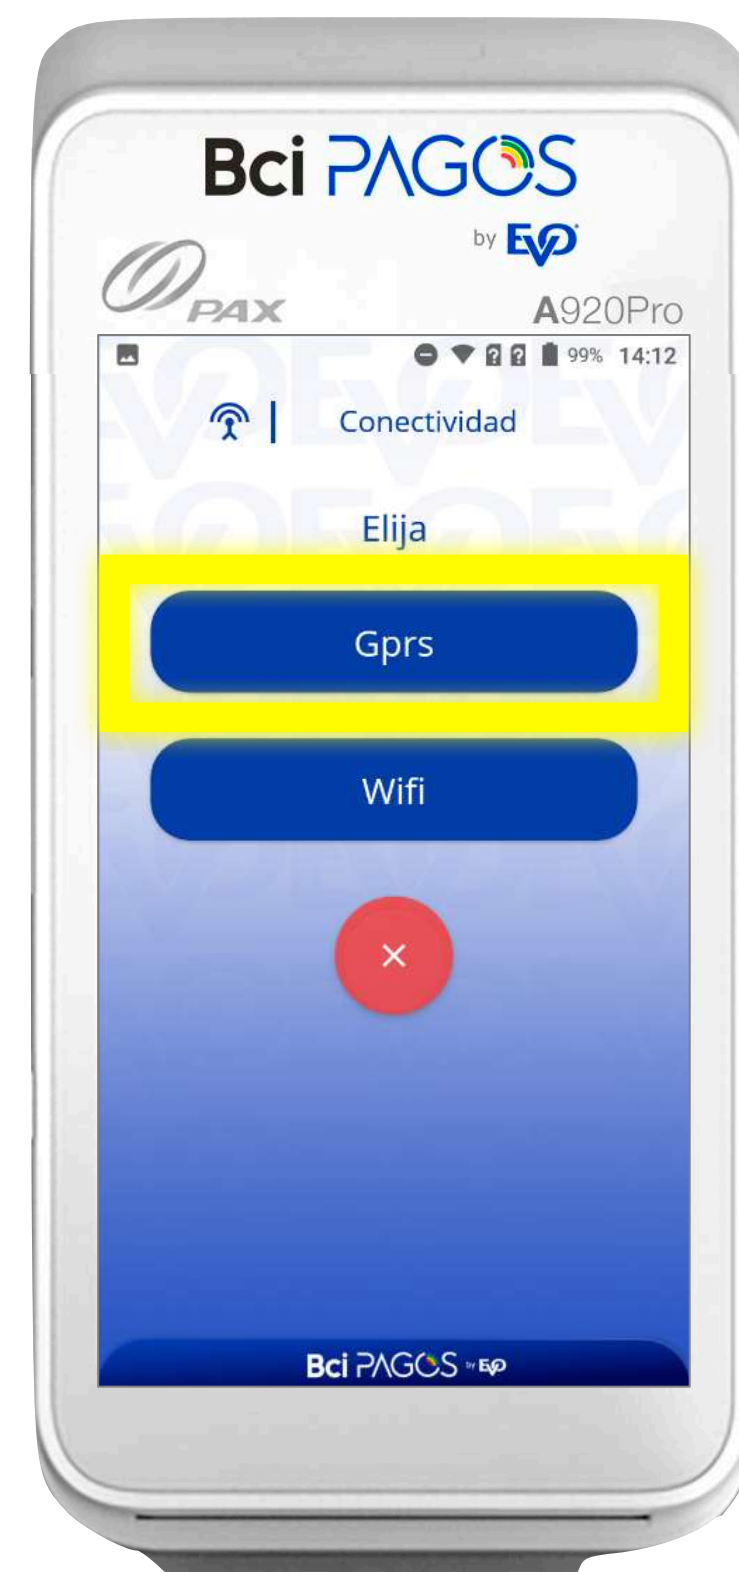 Bci PAGOS
by EVO
PAX
A920Pro
99% 14:12
Conectividad
Elija
Gprs
Wifi
Bci PAGOS by EVO